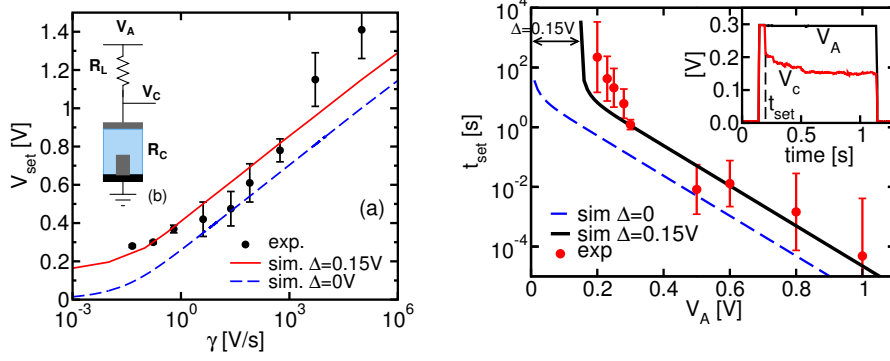 V_set [V]
1.4
1.2
1.0
0.8
0.6
0.4
0.2
0
10^-3
10^0
10^3
10^6
γ [V/s]
V_A
R_L
V_C
R_C
(b)
(a)
exp.
sim. Δ=0.15V
sim. Δ=0V
t_set [s]
10^4
10^2
10^0
10^-2
10^-4
0
0.2
0.4
0.6
0.8
1
V_A [V]
Δ=0.15V
sim Δ=0
sim Δ=0.15V
exp
[V]
0.3
0.2
0.1
0.0
V_A
V_c
t_set
0
0.5
1
time [s]